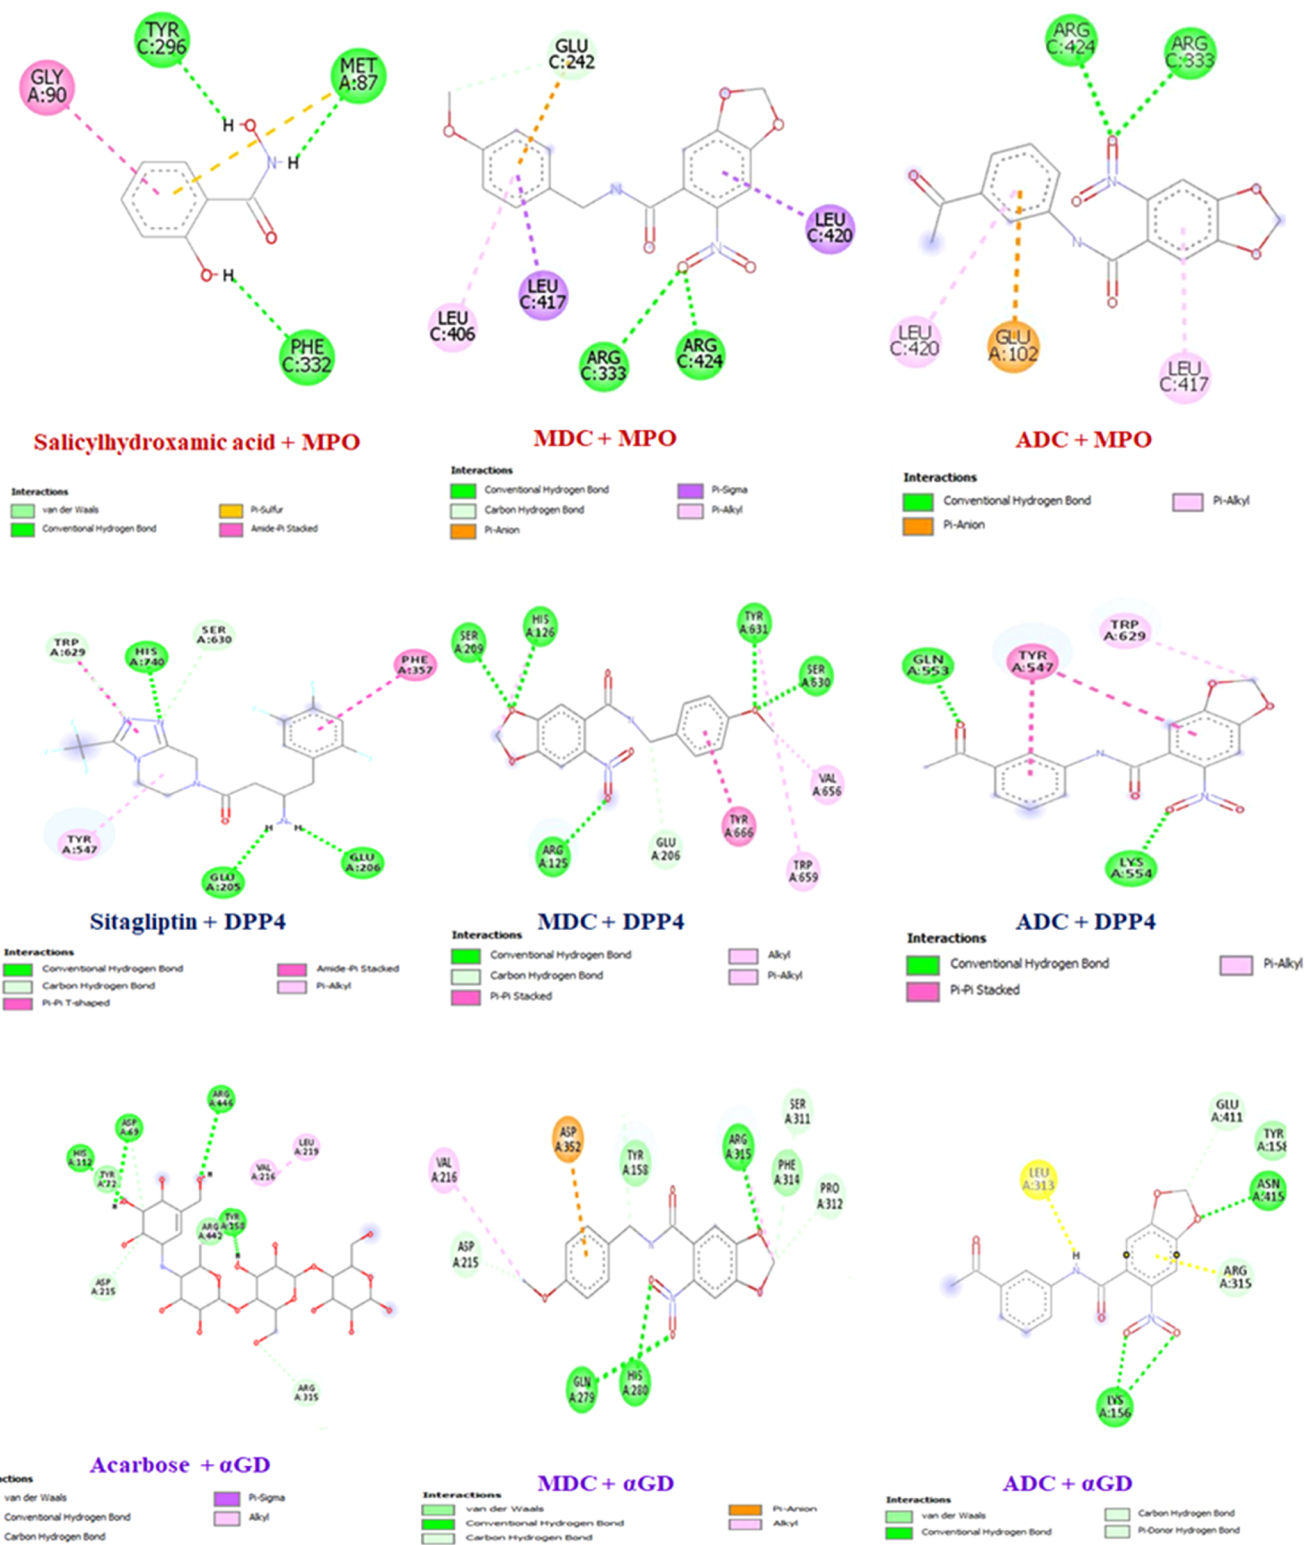 TYR
C:296
MET
A:87
GLY
A:90
H
O
N
H
O
O
H
PHE
C:332
Salicylhydroxamic acid + MPO
Interactions
van der Waals
Conventional Hydrogen Bond
Pi-Sulfur
Amide-Pi Stacked
GLU
C:242
LEU
C:420
LEU
C:417
LEU
C:406
ARG
C:333
ARG
C:424
MDC + MPO
Interactions
Conventional Hydrogen Bond
Carbon Hydrogen Bond
Pi-Anion
Pi-Sigma
Pi-Alkyl
ARG
C:424
ARG
C:333
LEU
C:420
GLU
A:102
LEU
C:417
ADC + MPO
Interactions
Conventional Hydrogen Bond
Pi-Anion
Pi-Alkyl
TRP
A:629
HIS
A:740
SER
A:630
PHE
A:357
TYR
A:547
GLU
A:205
GLU
A:206
Sitagliptin + DPP4
Interactions
Conventional Hydrogen Bond
Carbon Hydrogen Bond
Pi-Pi T-shaped
Amide-Pi Stacked
Pi-Alkyl
SER
A:209
HIS
A:126
TYR
A:631
SER
A:630
VAL
A:656
TYR
A:666
GLU
A:206
ARG
A:125
TRP
A:659
MDC + DPP4
Interactions
Conventional Hydrogen Bond
Carbon Hydrogen Bond
Pi-Pi Stacked
Alkyl
Pi-Alkyl
GLN
A:553
TYR
A:547
TRP
A:629
LYS
A:554
ADC + DPP4
Interactions
Conventional Hydrogen Bond
Pi-Pi Stacked
Pi-Alkyl
ARG
A:446
ASP
A:69
HIS
A:112
TYR
A:72
LEU
A:219
VAL
A:216
ARG
A:442
TYR
A:158
ASP
A:215
ARG
A:315
Acarbose + αGD
ctions
van der Waals
Conventional Hydrogen Bond
Carbon Hydrogen Bond
Pi-Sigma
Alkyl
VAL
A:216
ASP
A:352
TYR
A:158
ARG
A:315
SER
A:311
PHE
A:314
PRO
A:312
ASP
A:215
GLN
A:279
HIS
A:280
MDC + αGD
Interactions
van der Waals
Conventional Hydrogen Bond
Carbon Hydrogen Bond
Pi-Anion
Alkyl
GLU
A:411
TYR
A:158
ASN
A:415
LEU
A:313
H
ARG
A:315
LYS
A:156
ADC + αGD
Interactions
van der Waals
Conventional Hydrogen Bond
Carbon Hydrogen Bond
Pi-Donor Hydrogen Bond